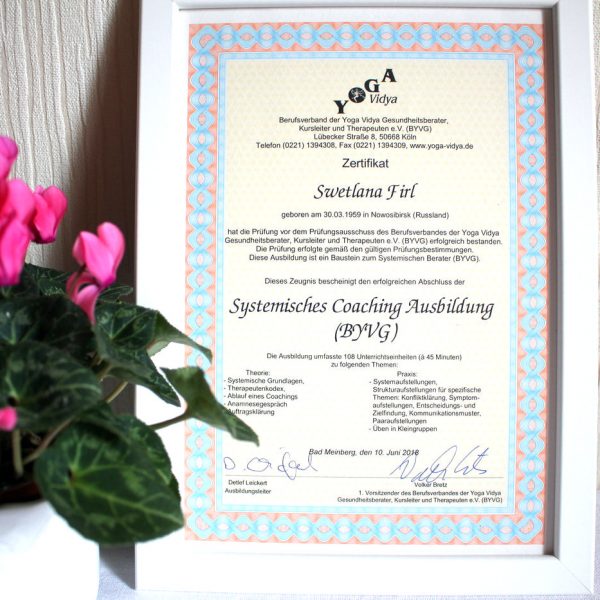 YOGA
Vidya
Berufsverband der Yoga Vidya Gesundheitsberater,
Kursleiter und Therapeuten e.V. (BYVG)
Lübecker Straße 8, 50668 Köln
Telefon (0221) 1394308, Fax (0221) 1394309, www.yoga-vidya.de
Zertifikat
Swetlana Firl
geboren am 30.03.1959 in Nowosibirsk (Russland)
hat die Prüfung vor dem Prüfungsausschuss des Berufsverbandes der Yoga Vidya
Gesundheitsberater, Kursleiter und Therapeuten e.V. (BYVG) erfolgreich bestanden.
Die Prüfung erfolgte gemäß den gültigen Prüfungsbestimmungen.
Diese Ausbildung ist ein Baustein zum Systemischen Berater (BYVG).
Dieses Zeugnis bescheinigt den erfolgreichen Abschluss der
Systemisches Coaching Ausbildung
(BYVG)
Die Ausbildung umfasste 108 Unterrichtseinheiten (à 45 Minuten)
zu folgenden Themen:
Theorie:
- Systemische Grundlagen,
- Therapeutenkodex,
- Ablauf eines Coachings
- Anamnesegespräch
- Auftragsklärung
Praxis:
- Systemaufstellungen,
Strukturaufstellungen für spezifische
Themen: Konfliktklärung, Symptom-
aufstellungen, Entscheidungs- und
Zielfindung, Kommunikationsmuster,
Paaraufstellungen
- Üben in Kleingruppen
Bad Meinberg, den 10. Juni 2018
Detlef Leickert
Ausbildungsleiter
Volker Bretz
1. Vorsitzender des Berufsverbandes der Yoga Vidya
Gesundheitsberater, Kursleiter und Therapeuten e.V. (BYVG)